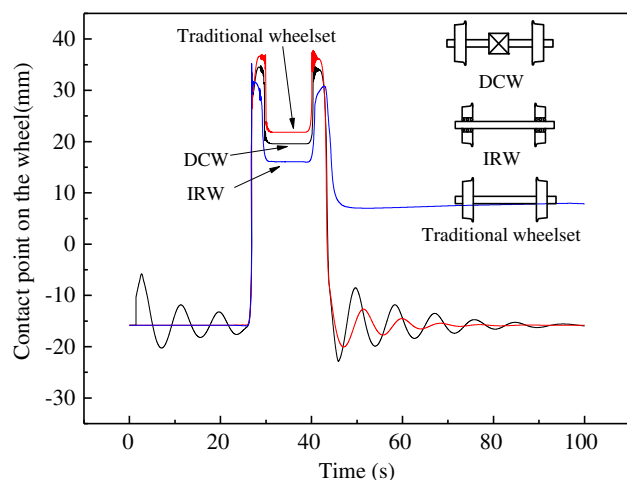 Contact point on the wheel(mm)
40
30
20
10
0
-10
-20
-30
Traditional wheelset
DCW
IRW
DCW
IRW
Traditional wheelset
0
20
40
60
80
100
Time (s)